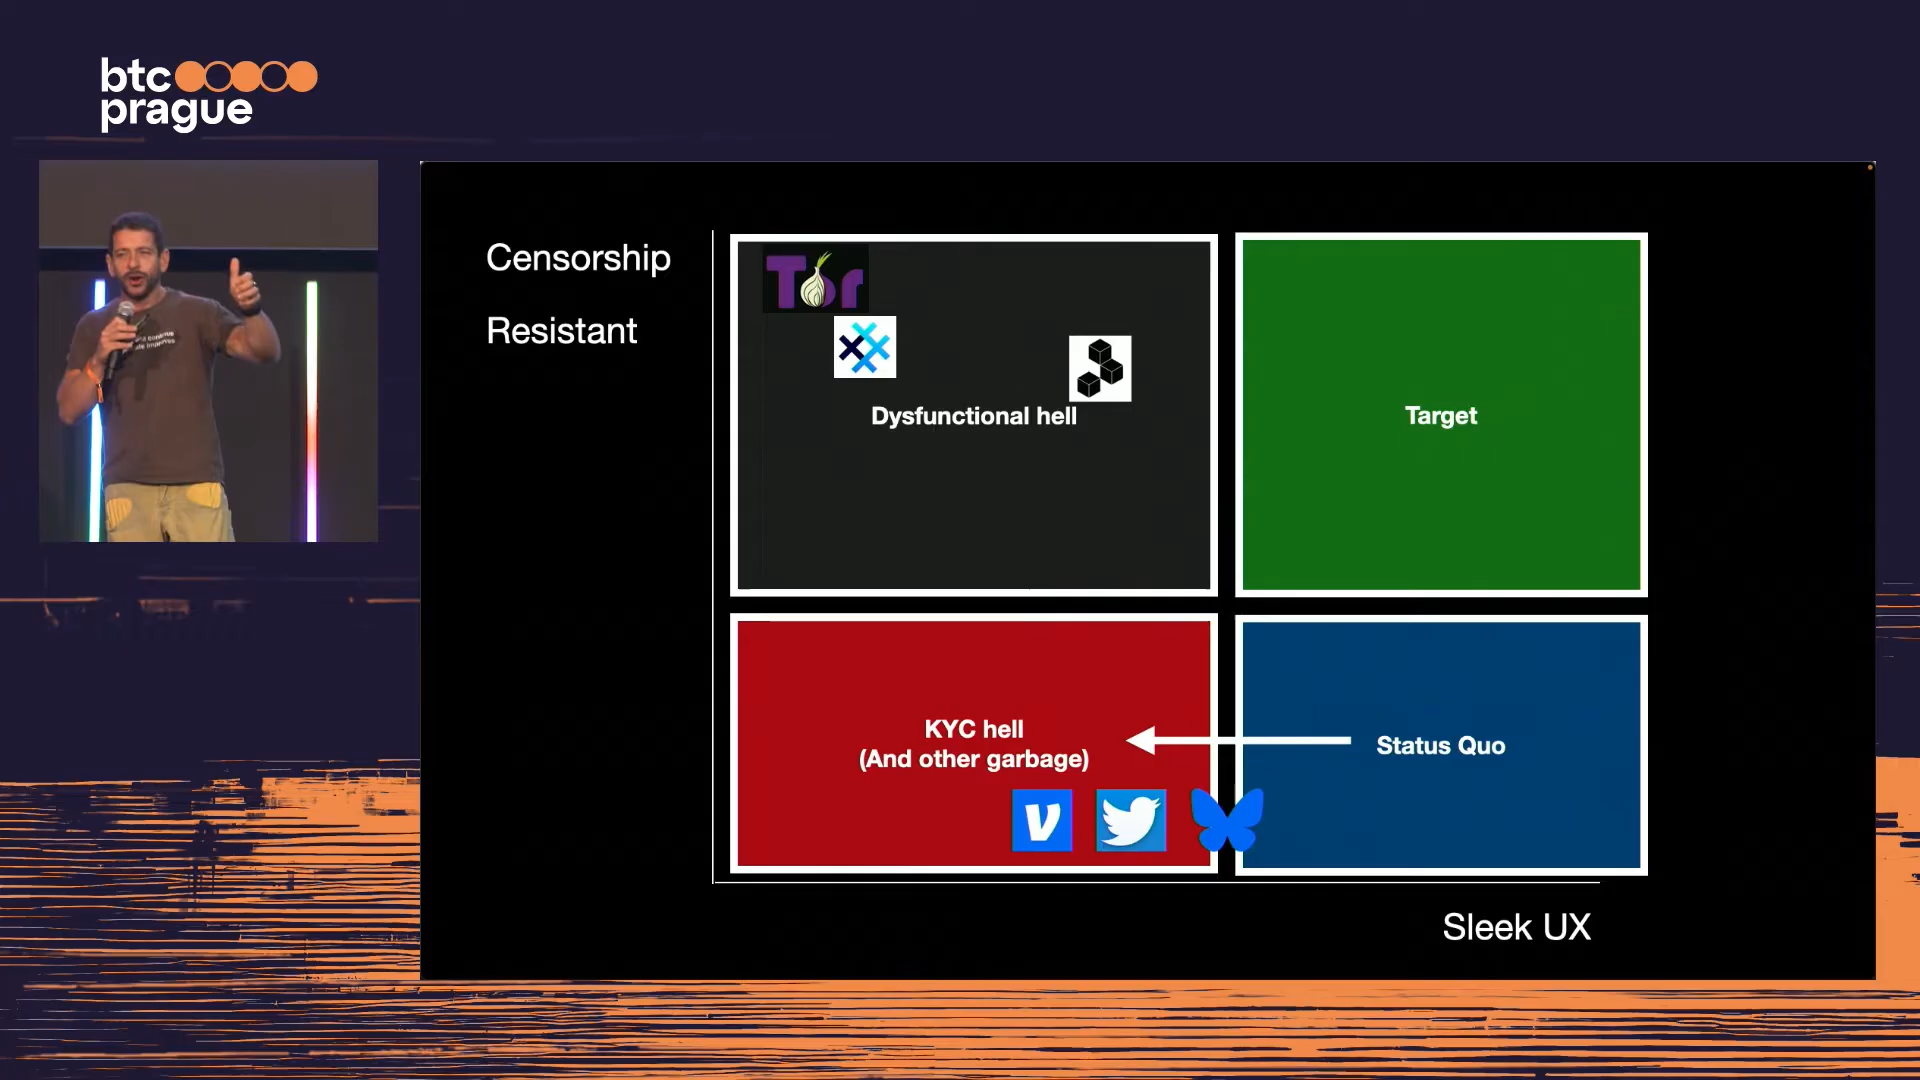 btc
prague
Censorship
Resistant
Tor
Dysfunctional hell
Target
KYC hell
(And other garbage)
Status Quo
Sleek UX